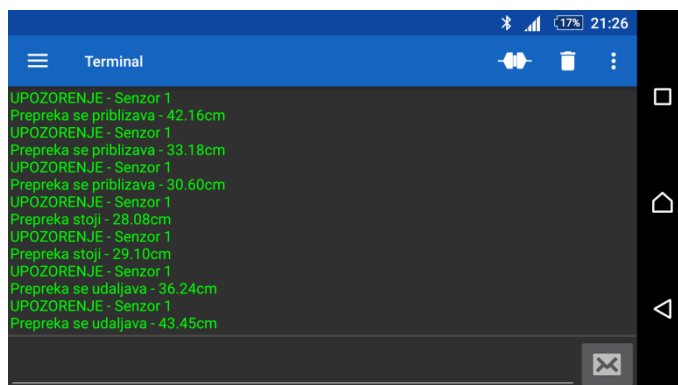 17% 21:26
Terminal
UPOZORENJE - Senzor 1
Prepreka se priblizava - 42.16cm
UPOZORENJE - Senzor 1
Prepreka se priblizava - 33.18cm
UPOZORENJE - Senzor 1
Prepreka se priblizava - 30.60cm
UPOZORENJE - Senzor 1
Prepreka stoji - 28.08cm
UPOZORENJE - Senzor 1
Prepreka stoji - 29.10cm
UPOZORENJE - Senzor 1
Prepreka se udaljava - 36.24cm
UPOZORENJE - Senzor 1
Prepreka se udaljava - 43.45cm